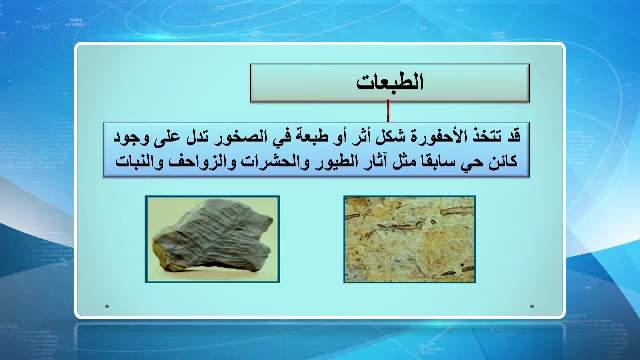 الطبعات
قد تتخذ الأحفورة شكل أثر أو طبعة في الصخور تدل على وجود
كائن حي سابقا مثل آثار الطيور والحشرات والزواحف والنبات